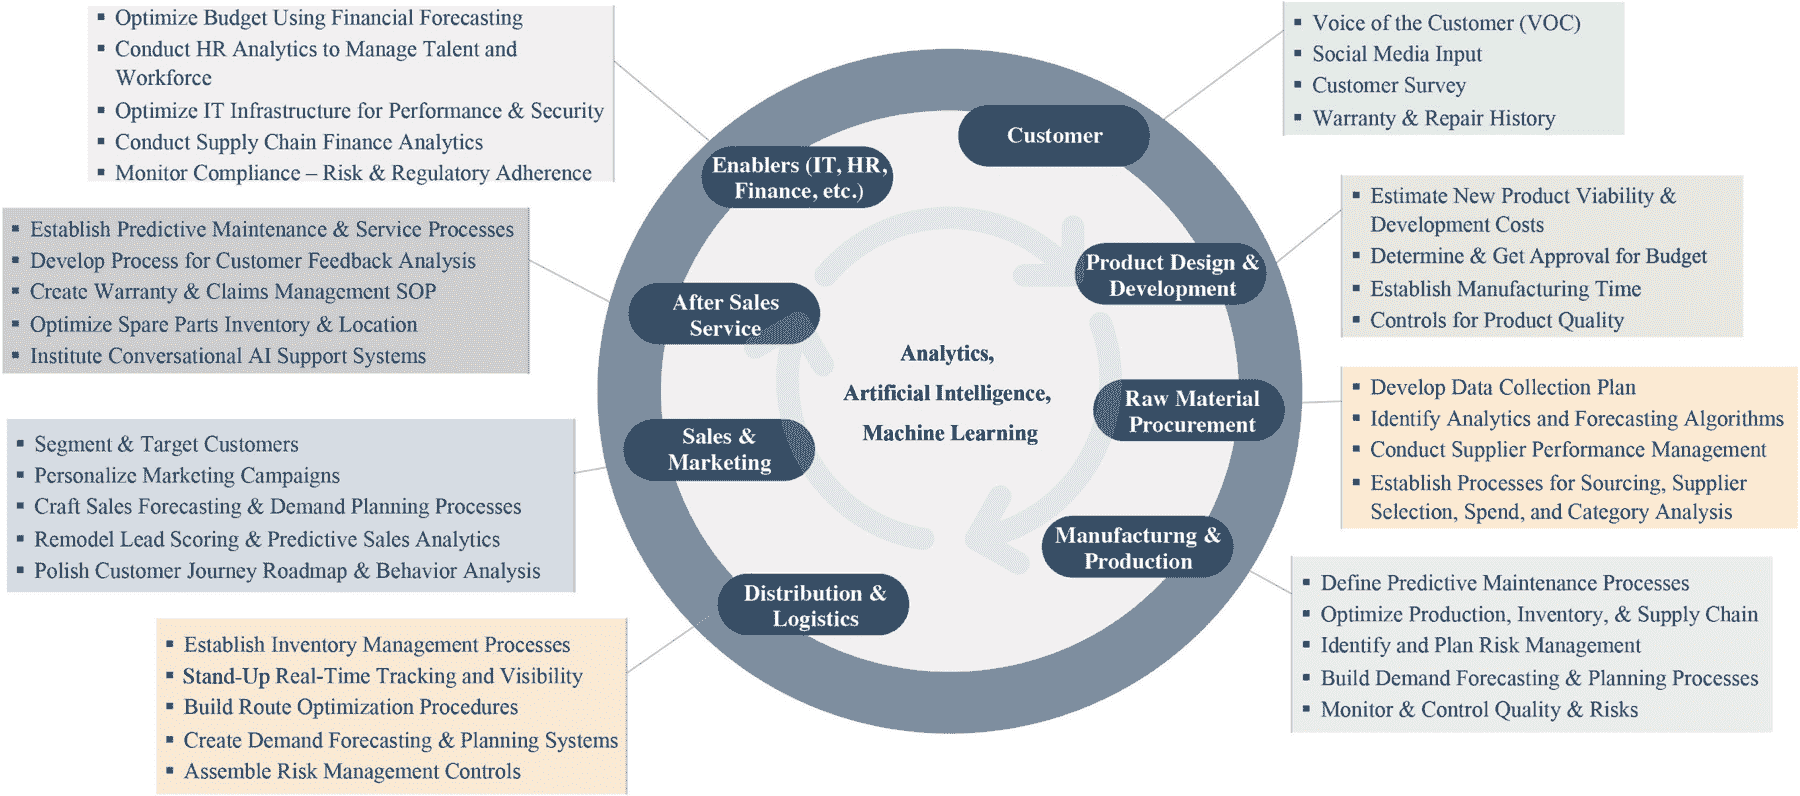 Optimize Budget Using Financial Forecasting
Conduct HR Analytics to Manage Talent and
Workforce
Optimize IT Infrastructure for Performance & Security
Conduct Supply Chain Finance Analytics
Monitor Compliance – Risk & Regulatory Adherence
Enablers (IT, HR,
Finance, etc.)
Customer
Voice of the Customer (VOC)
Social Media Input
Customer Survey
Warranty & Repair History
Product Design &
Development
Estimate New Product Viability &
Development Costs
Determine & Get Approval for Budget
Establish Manufacturing Time
Controls for Product Quality
Raw Material
Procurement
Develop Data Collection Plan
Identify Analytics and Forecasting Algorithms
Conduct Supplier Performance Management
Establish Processes for Sourcing, Supplier
Selection, Spend, and Category Analysis
Manufacturng &
Production
Define Predictive Maintenance Processes
Optimize Production, Inventory, & Supply Chain
Identify and Plan Risk Management
Build Demand Forecasting & Planning Processes
Monitor & Control Quality & Risks
Distribution &
Logistics
Establish Inventory Management Processes
Stand-Up Real-Time Tracking and Visibility
Build Route Optimization Procedures
Create Demand Forecasting & Planning Systems
Assemble Risk Management Controls
Sales &
Marketing
Segment & Target Customers
Personalize Marketing Campaigns
Craft Sales Forecasting & Demand Planning Processes
Remodel Lead Scoring & Predictive Sales Analytics
Polish Customer Journey Roadmap & Behavior Analysis
After Sales
Service
Establish Predictive Maintenance & Service Processes
Develop Process for Customer Feedback Analysis
Create Warranty & Claims Management SOP
Optimize Spare Parts Inventory & Location
Institute Conversational AI Support Systems
Analytics,
Artificial Intelligence,
Machine Learning